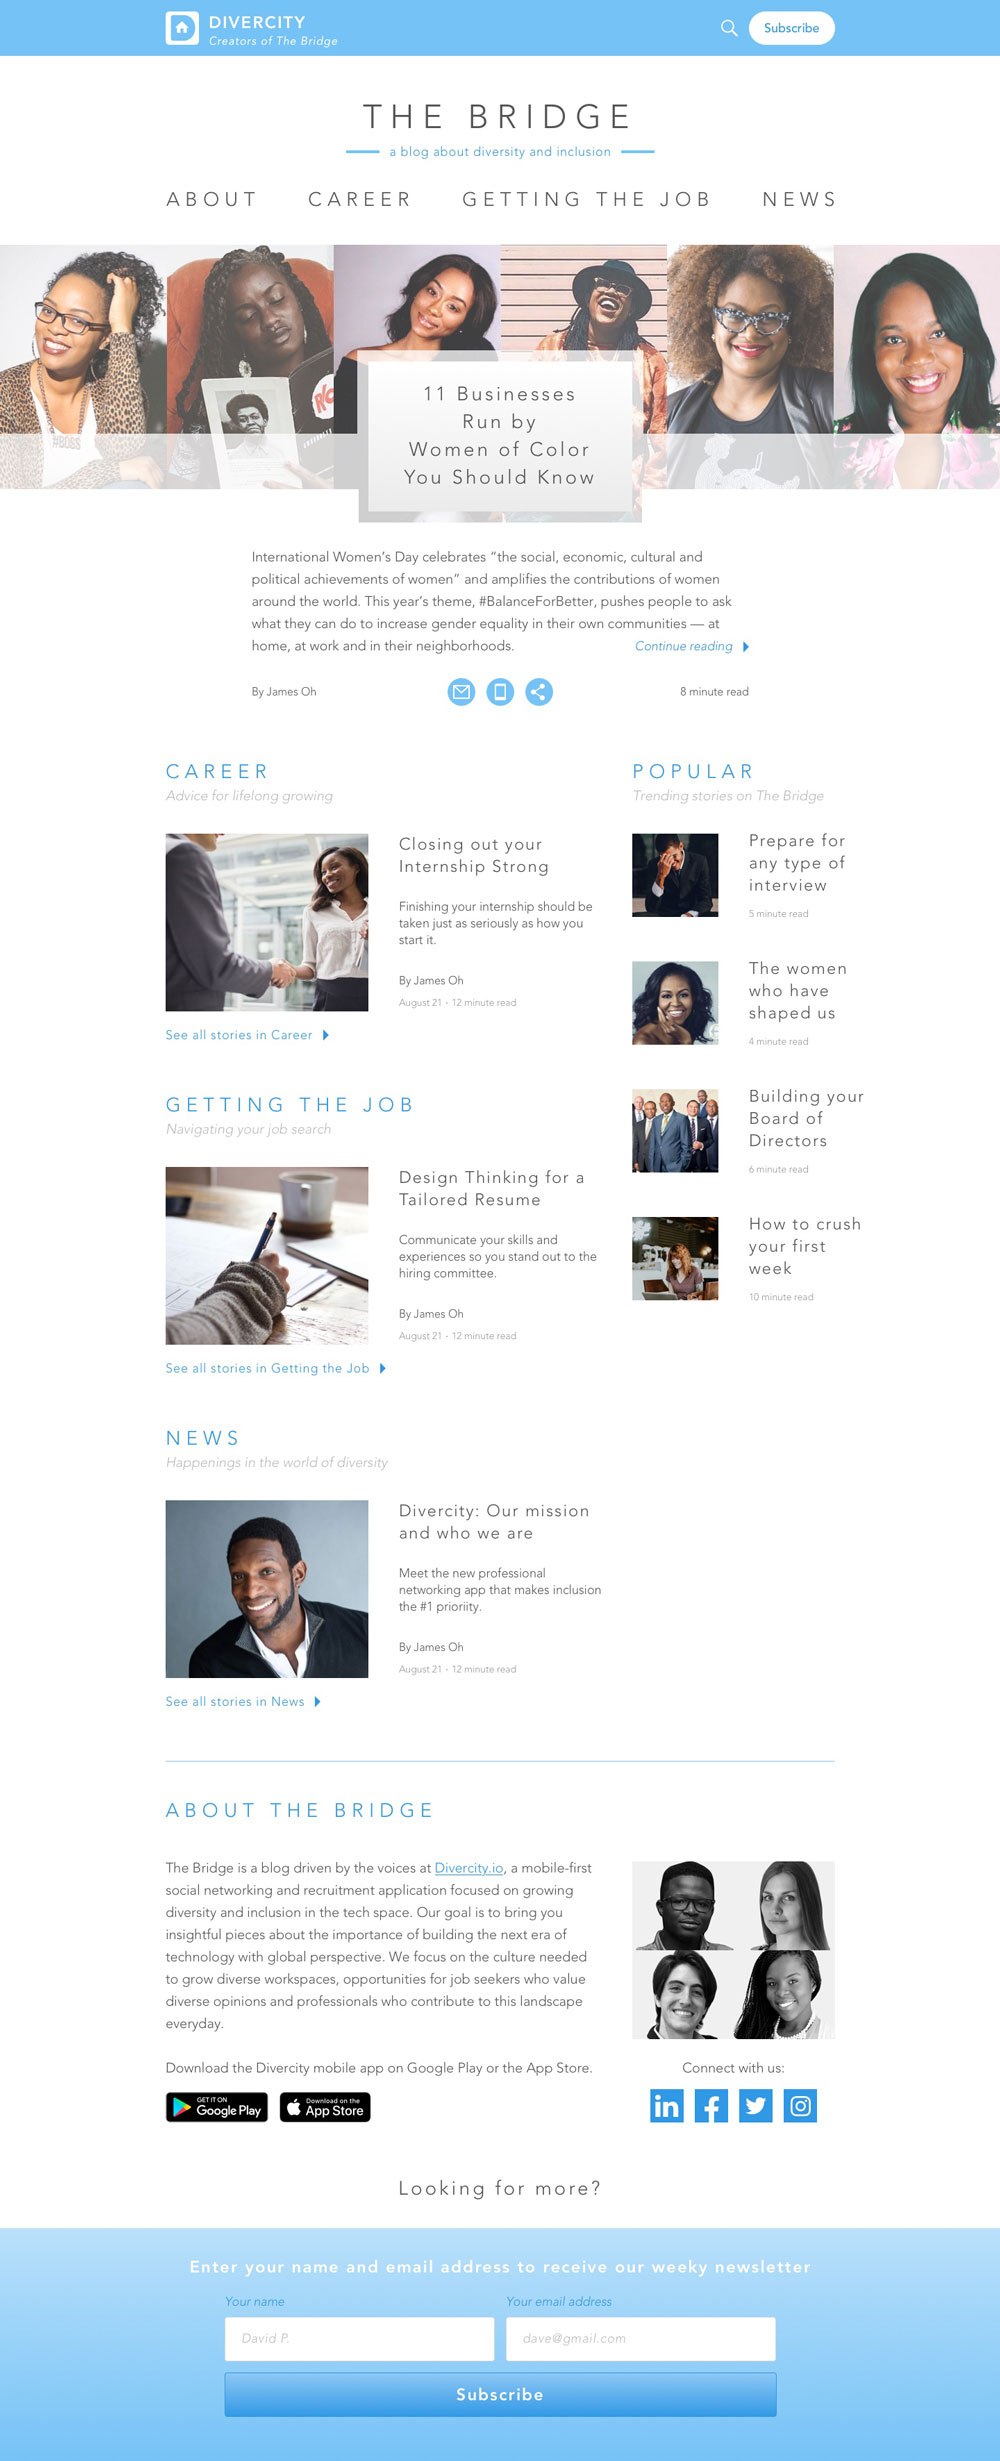 DIVERCITY
Creators of The Bridge
Subscribe
THE BRIDGE
a blog about diversity and inclusion
ABOUT CAREER GETTING THE JOB NEWS
#BOSS
11 Businesses
Run by
Women of Color
You Should Know
International Women's Day celebrates “the social, economic, cultural and
political achievements of women” and amplifies the contributions of women
around the world. This year's theme, #BalanceForBetter, pushes people to ask
what they can do to increase gender equality in their own communities — at
home, at work and in their neighborhoods. Continue reading
By James Oh 8 minute read
CAREER
Advice for lifelong growing
Closing out your
Internship Strong
Finishing your internship should be
taken just as seriously as how you
start it.
By James Oh
August 21 - 12 minute read
See all stories in Career
GETTING THE JOB
Navigating your job search
Design Thinking for a
Tailored Resume
Communicate your skills and
experiences so you stand out to the
hiring committee.
By James Oh
August 21 - 12 minute read
See all stories in Getting the Job
NEWS
Happenings in the world of diversity
Divercity: Our mission
and who we are
Meet the new professional
networking app that makes inclusion
the #1 prioriity.
By James Oh
August 21 - 12 minute read
See all stories in News
POPULAR
Trending stories on The Bridge
Prepare for
any type of
interview
5 minute read
The women
who have
shaped us
4 minute read
Building your
Board of
Directors
6 minute read
How to crush
your first
week
10 minute read
ABOUT THE BRIDGE
The Bridge is a blog driven by the voices at Divercity.io, a mobile-first
social networking and recruitment application focused on growing
diversity and inclusion in the tech space. Our goal is to bring you
insightful pieces about the importance of building the next era of
technology with global perspective. We focus on the culture needed
to grow diverse workspaces, opportunities for job seekers who value
diverse opinions and professionals who contribute to this landscape
everyday.
Download the Divercity mobile app on Google Play or the App Store.
GET IT ON
Google Play
Download on the
App Store
Connect with us:
in
Looking for more?
Enter your name and email address to receive our weeky newsletter
Your name
David P.
Your email address
dave@gmail.com
Subscribe